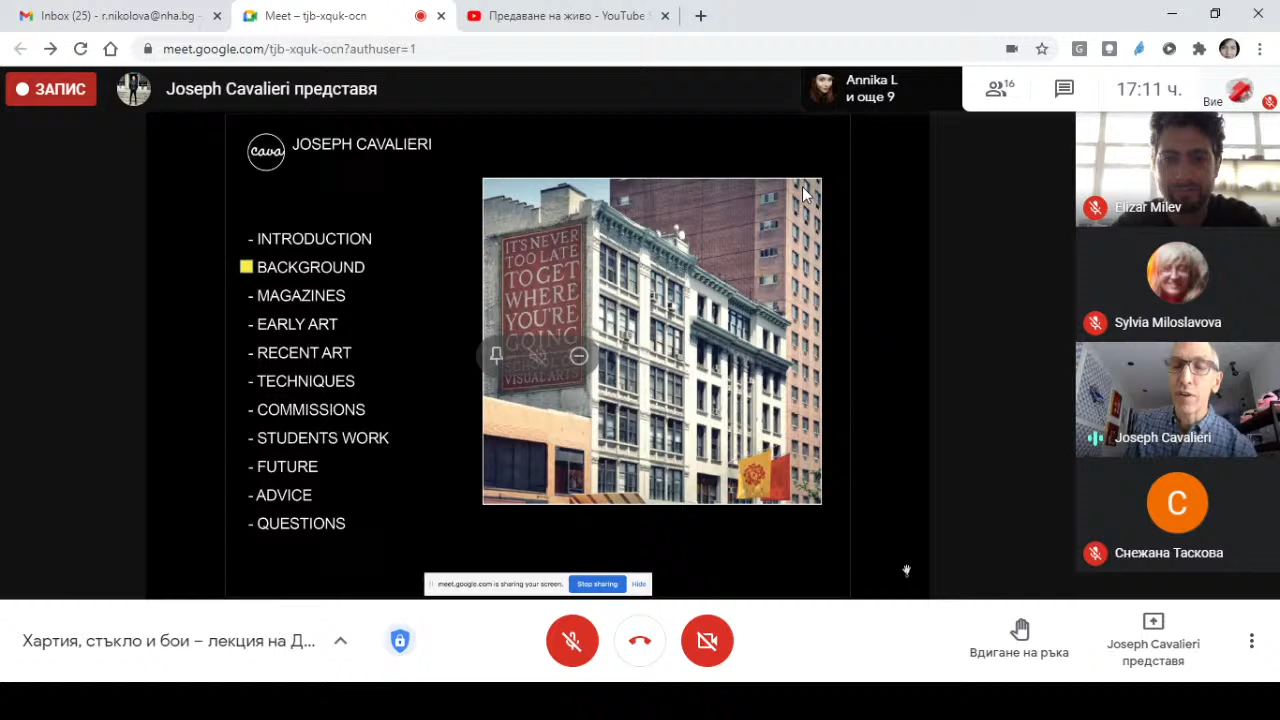 Inbox (25) - r.nikolova@nha.bg -
Meet – tjb-xquk-ocn
Предаване на живо - YouTube S
meet.google.com/tjb-xquk-ocn?authuser=1
ЗАПИС
Joseph Cavalieri представя
Annika L
и още 9
16
17:11 ч.
Вие
cava
JOSEPH CAVALIERI
- INTRODUCTION
BACKGROUND
- MAGAZINES
- EARLY ART
- RECENT ART
- TECHNIQUES
- COMMISSIONS
- STUDENTS WORK
- FUTURE
- ADVICE
- QUESTIONS
IT'S NEVER
TOO LATE
TO GET
WHERE
YOU'RE
GOING
VISUAL ARTS
Elizar Milev
Sylvia Miloslavova
Joseph Cavalieri
С
Снежана Таскова
meet.google.com is sharing your screen.
Stop sharing
Hide
Хартия, стъкло и бои – лекция на Д...
Вдигане на ръка
Joseph Cavalieri
представя